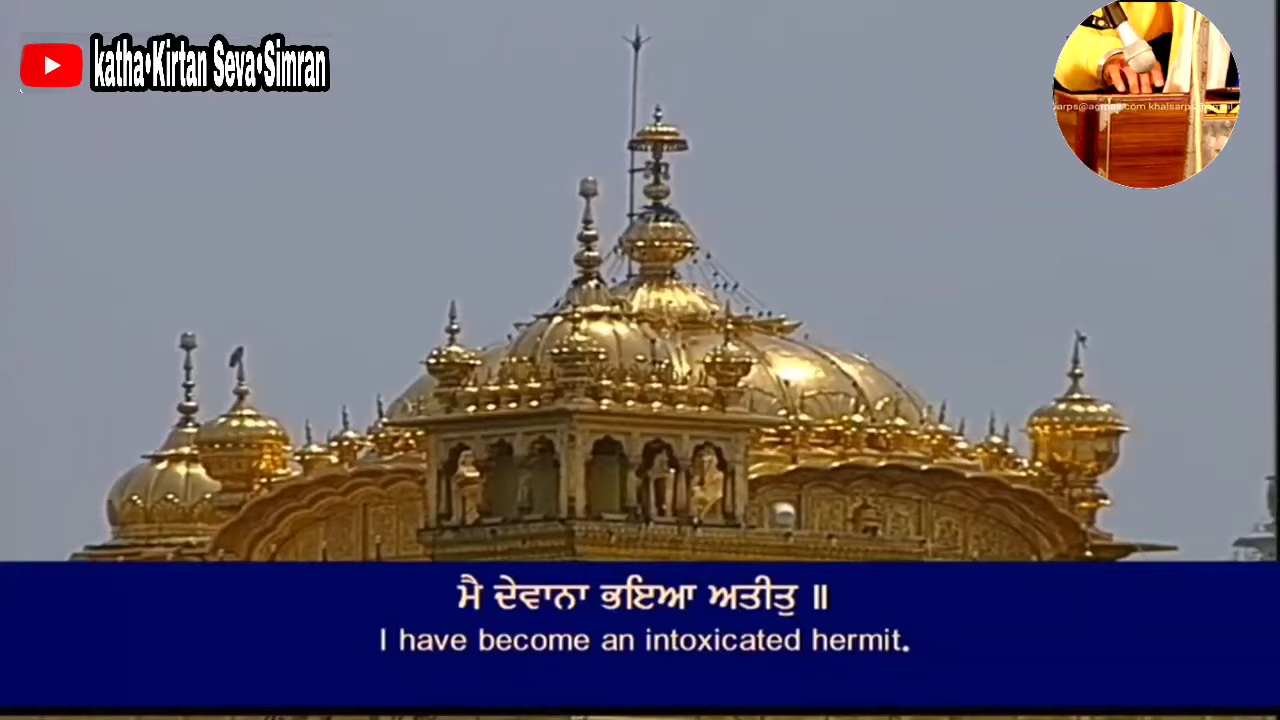 katha•Kirtan Seva•Simran
ਮੈ ਦੇਵਾਨਾ ਭਇਆ ਅਤੀਤੁ ॥
I have become an intoxicated hermit.